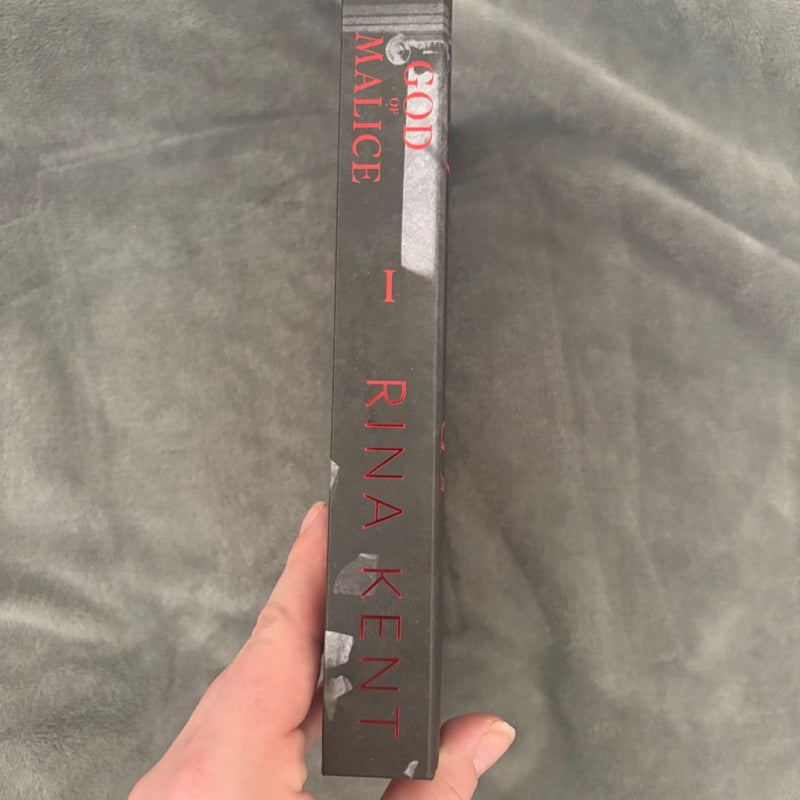 GOD
OF
MALICE
I
RINA KENT